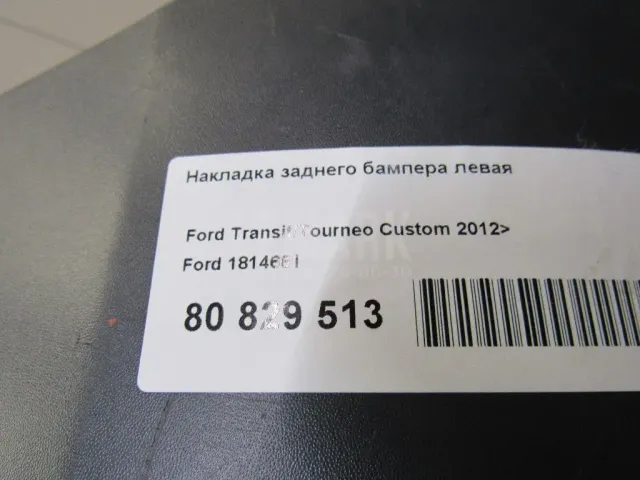 Накладка заднего бампера левая
Ford Transit/Tourneo Custom 2012>
Ford
80 829 513